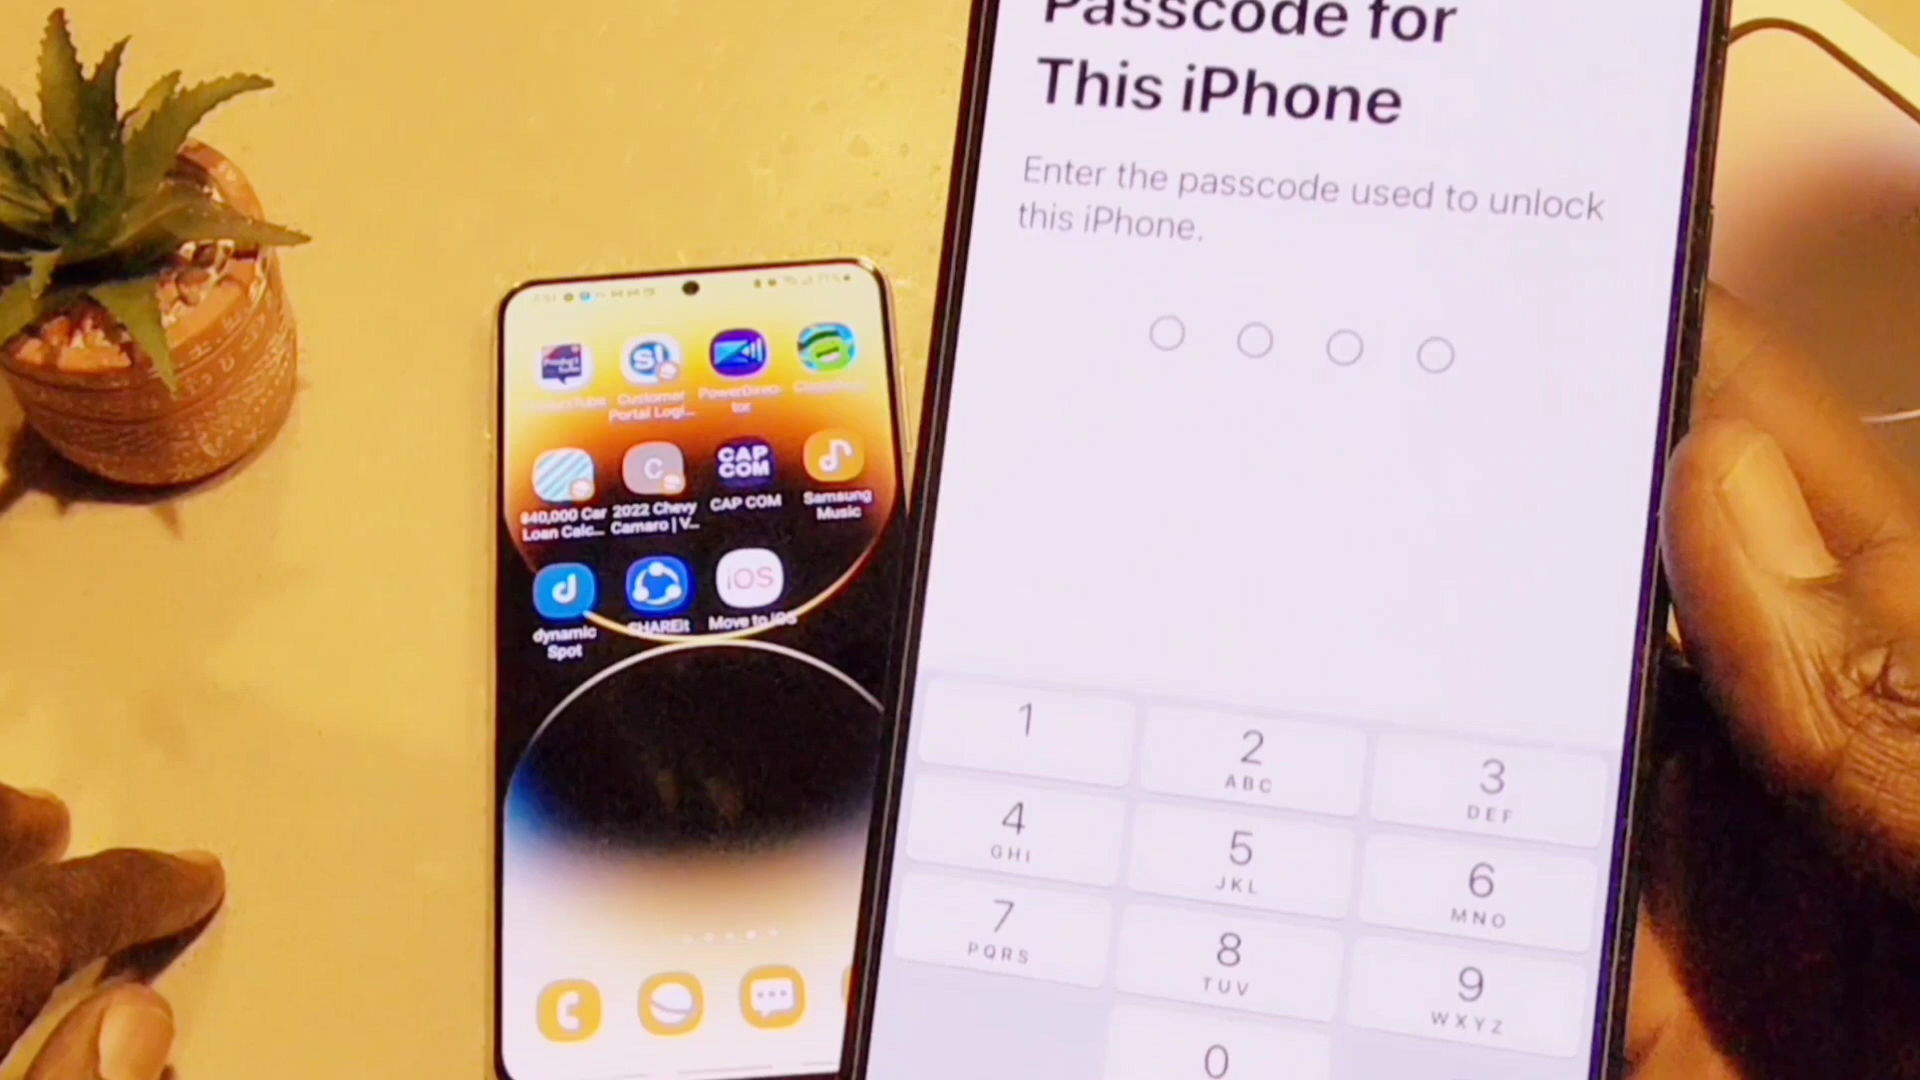 Passcode for
This iPhone
Enter the passcode used to unlock
this iPhone.
Customer
Portal Logi...
PowerDirec-
tor
CAP
COM
$40,000 Car
Loan Calc...
2022 Chevy
Camaro | V...
CAP COM
Samsung
Music
iOS
dynamic
Spot
SHAREit
Move to iOS
1
2
ABC
3
DEF
4
GHI
5
JKL
6
MNO
7
PQRS
8
TUV
9
WXYZ
0